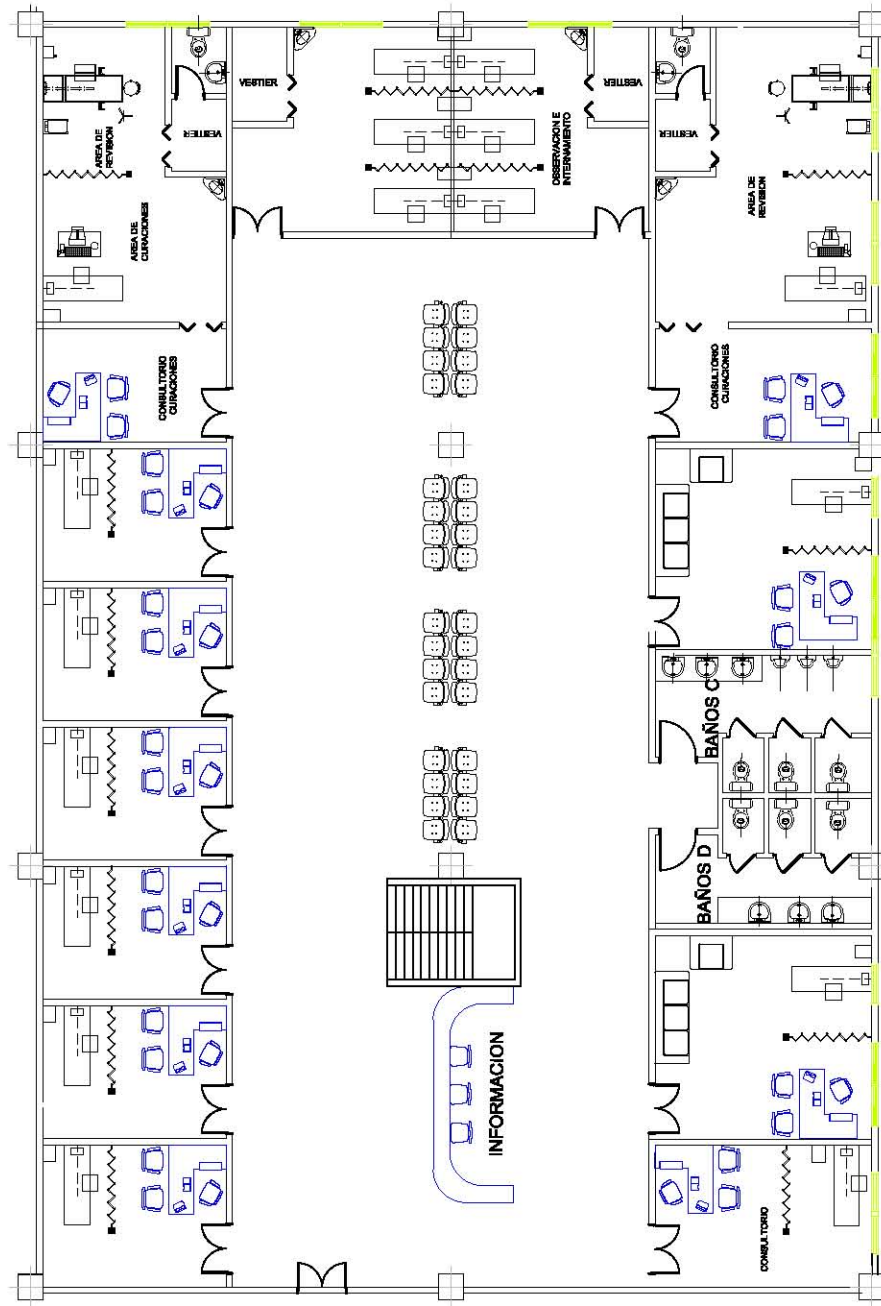 VESTIER
VESTIER
VESTIER
VESTIER
AREA DE
REVISION
OBSERVACION E
INTERNAMIENTO
AREA DE
CURACIONES
AREA DE
REVISION
CONSULTORIO
CURACIONES
CONSULTORIO
CURACIONES
BAÑOS C
BAÑOS D
INFORMACION
CONSULTORIO